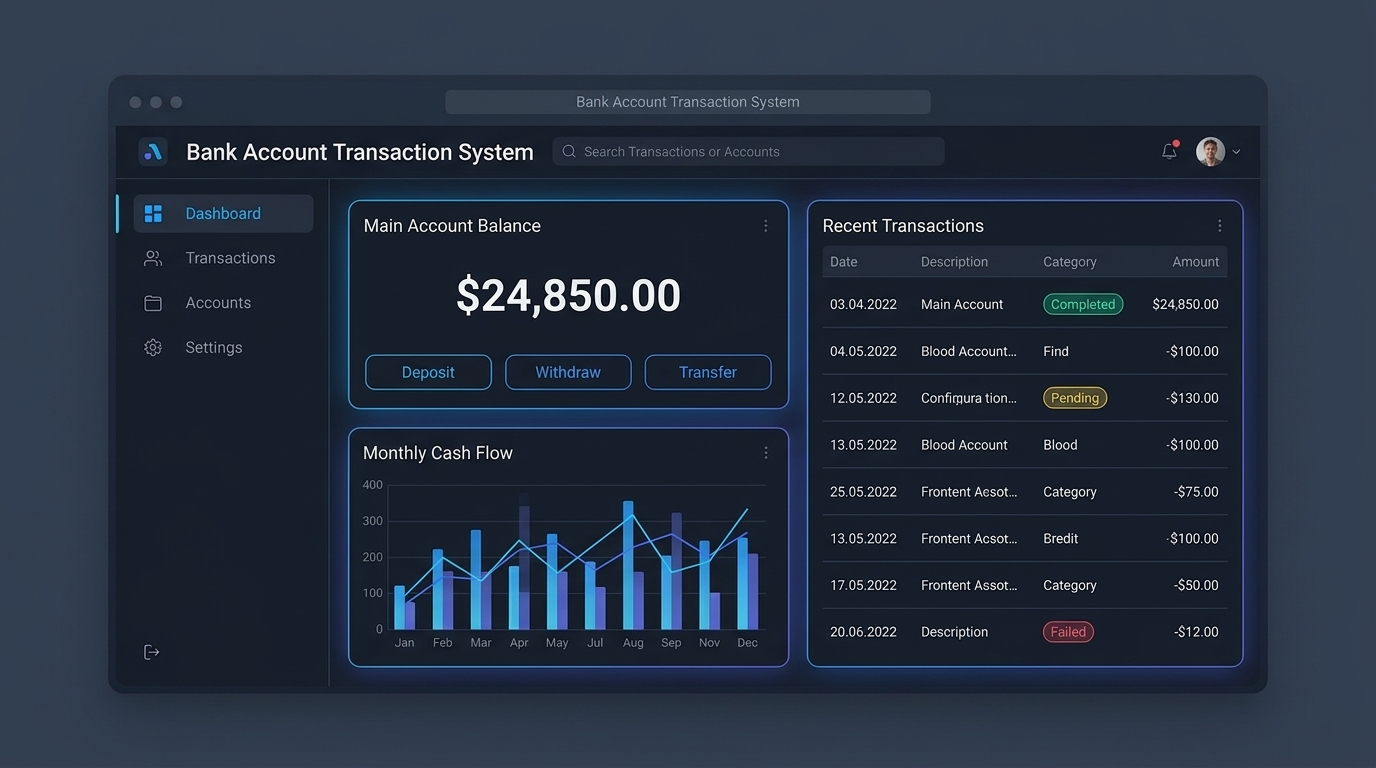 Bank Account Transaction System
Bank Account Transaction System
Search Transactions or Accounts
Dashboard
Transactions
Accounts
Settings
Main Account Balance
$24,850.00
Deposit Withdraw Transfer
Monthly Cash Flow
400
300
200
100
0
Jan Feb Mar Apr May Jul Aug Sep Nov Dec
Recent Transactions
Date Description Category Amount
03.04.2022 Main Account Completed $24,850.00
04.05.2022 Blood Account... Find -$100.00
12.05.2022 Configura tion... Pending -$130.00
13.05.2022 Blood Account Blood -$100.00
25.05.2022 Frontent Aesot... Category -$75.00
13.05.2022 Frontem Acsot... Bredit -$100.00
17.05.2022 Frontent Assot... Category -$50.00
20.06.2022 Description Failed -$12.00